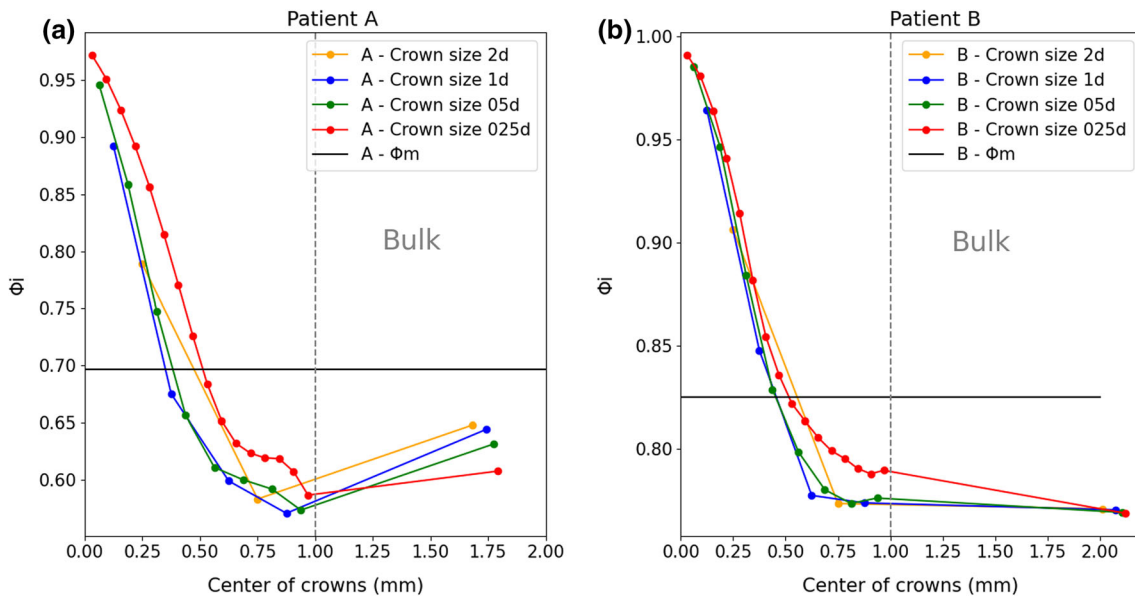 (a)
Patient A
A - Crown size 2d
A - Crown size 1d
A - Crown size 05d
A - Crown size 025d
A - Φm
Bulk
Φi
0.95
0.90
0.85
0.80
0.75
0.70
0.65
0.60
0.00 0.25 0.50 0.75 1.00 1.25 1.50 1.75 2.00
Center of crowns (mm)
(b)
Patient B
B - Crown size 2d
B - Crown size 1d
B - Crown size 05d
B - Crown size 025d
B - Φm
Bulk
Φi
1.00
0.95
0.90
0.85
0.80
0.00 0.25 0.50 0.75 1.00 1.25 1.50 1.75 2.00
Center of crowns (mm)